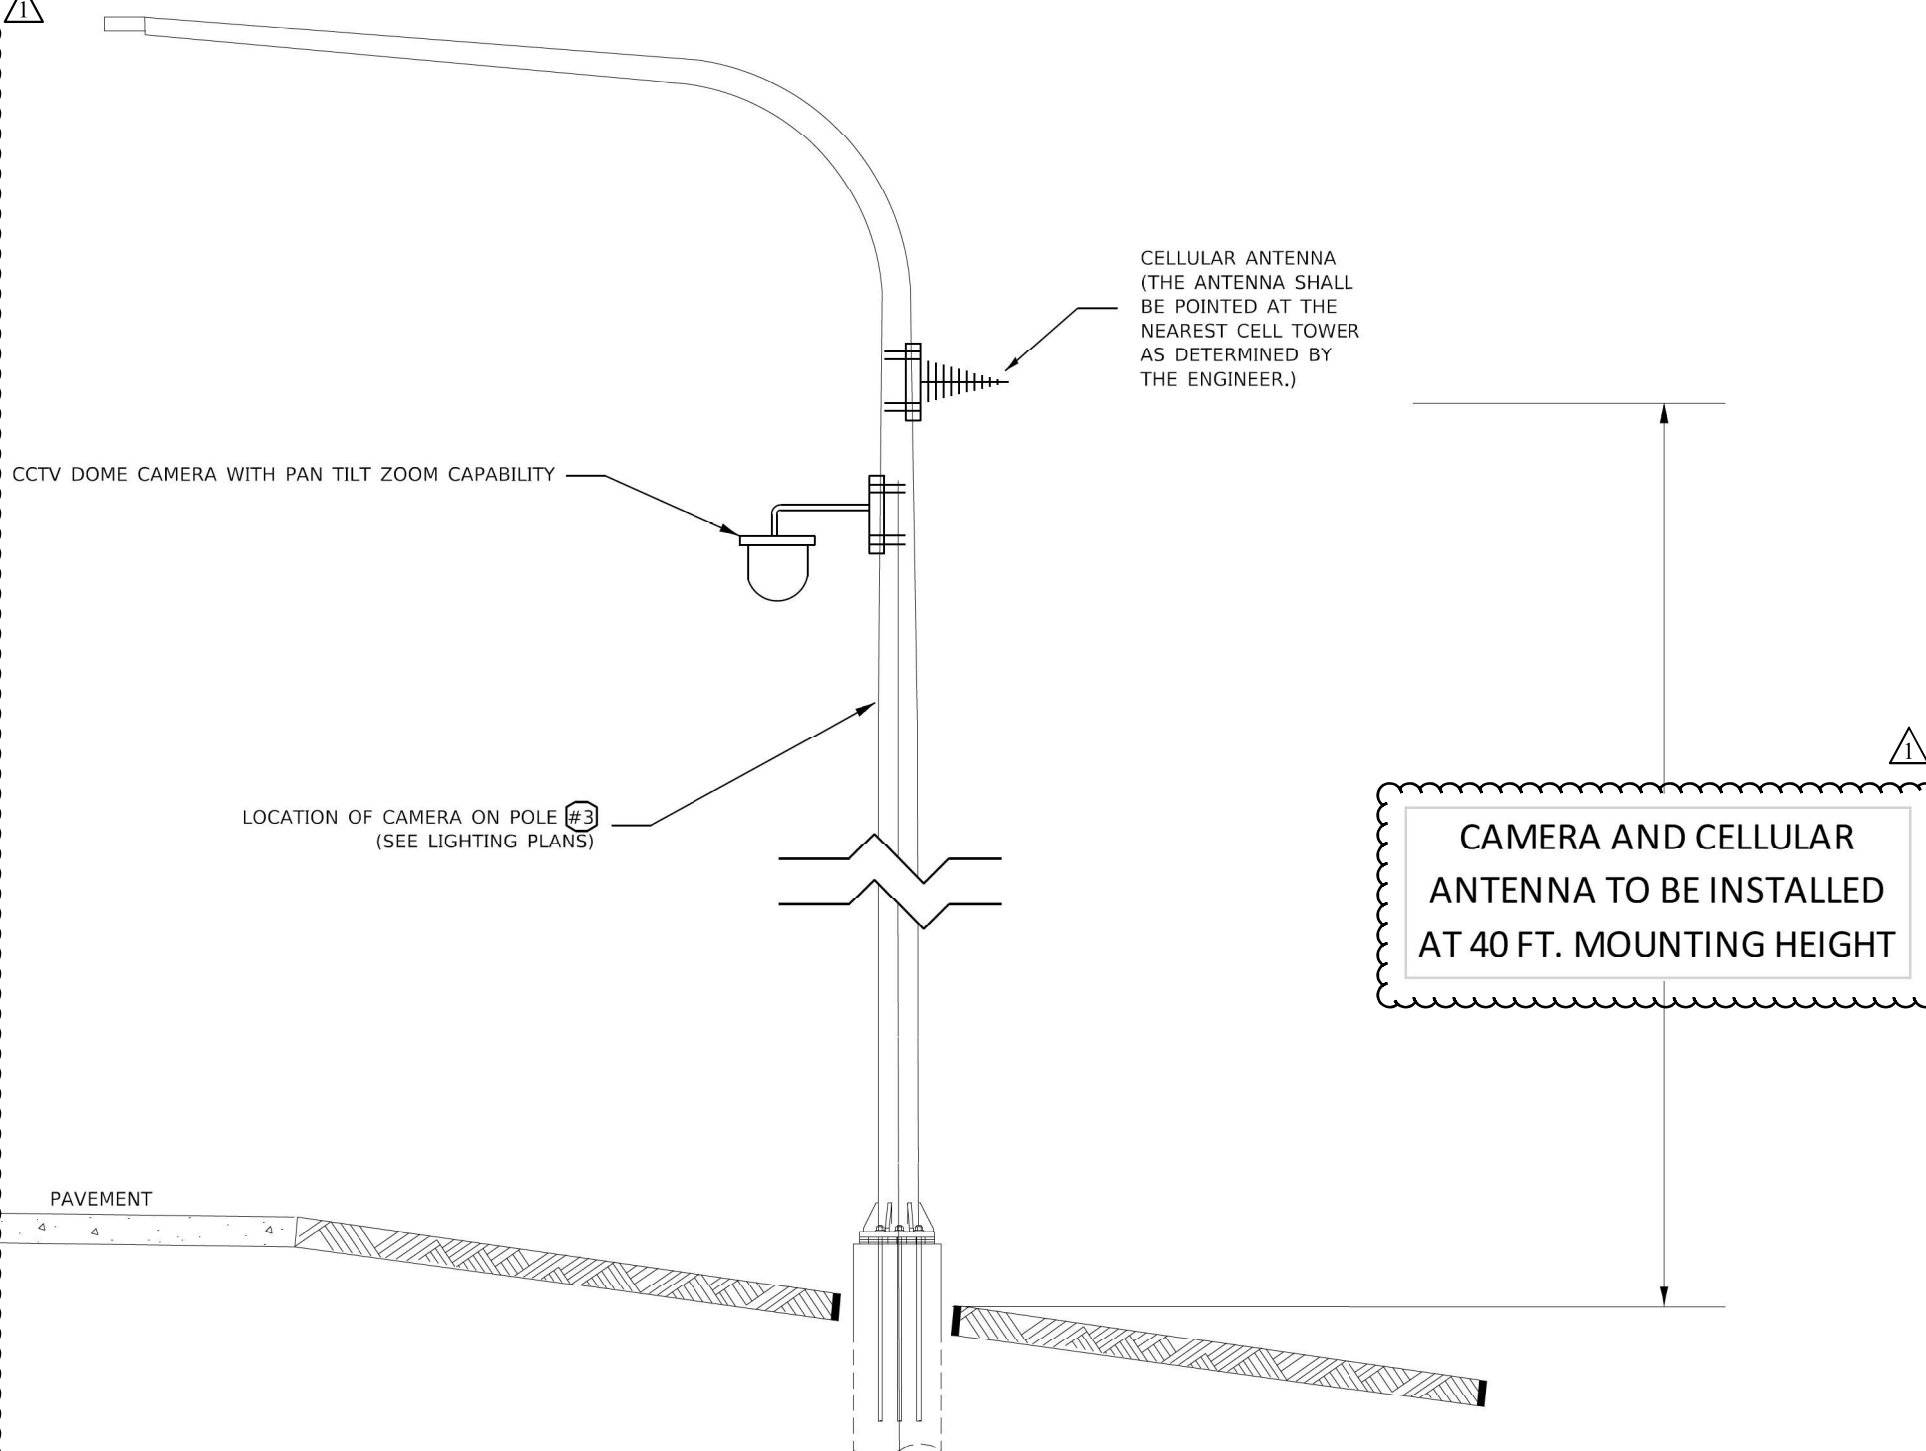 1
CELLULAR ANTENNA
(THE ANTENNA SHALL
BE POINTED AT THE
NEAREST CELL TOWER
AS DETERMINED BY
THE ENGINEER.)
CCTV DOME CAMERA WITH PAN TILT ZOOM CAPABILITY
LOCATION OF CAMERA ON POLE #3
(SEE LIGHTING PLANS)
1
CAMERA AND CELLULAR
ANTENNA TO BE INSTALLED
AT 40 FT. MOUNTING HEIGHT
PAVEMENT